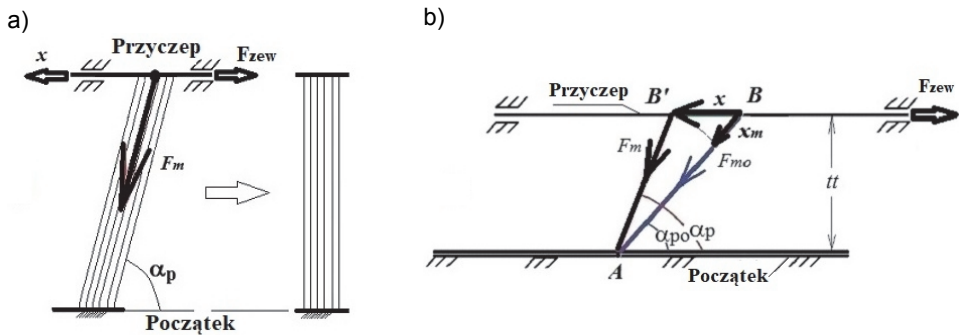 a)
Przyczep
x
Fzew
Fm
αp
Początek
b)
Fzew
Przyczep
B'
x
B
xm
Fm
Fmo
tt
αpo
αp
A
Początek